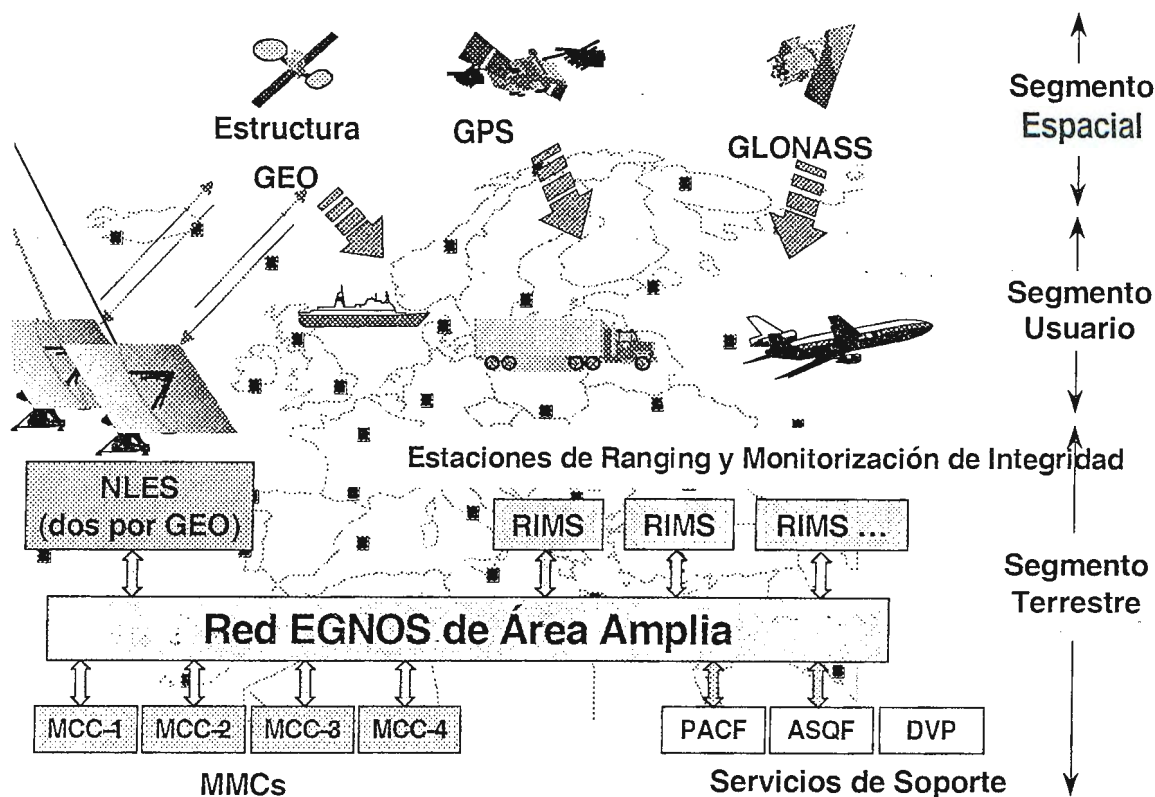 Estructura
GEO
GPS
GLONASS
Segmento
Espacial
Segmento
Usuario
Estaciones de Ranging y Monitorización de Integridad
NLES
(dos por GEO)
RIMS
RIMS
RIMS ...
Segmento
Terrestre
Red EGNOS de Área Amplia
MCC-1
MCC-2
MCC-3
MCC-4
PACF
ASQF
DVP
MMCs
Servicios de Soporte